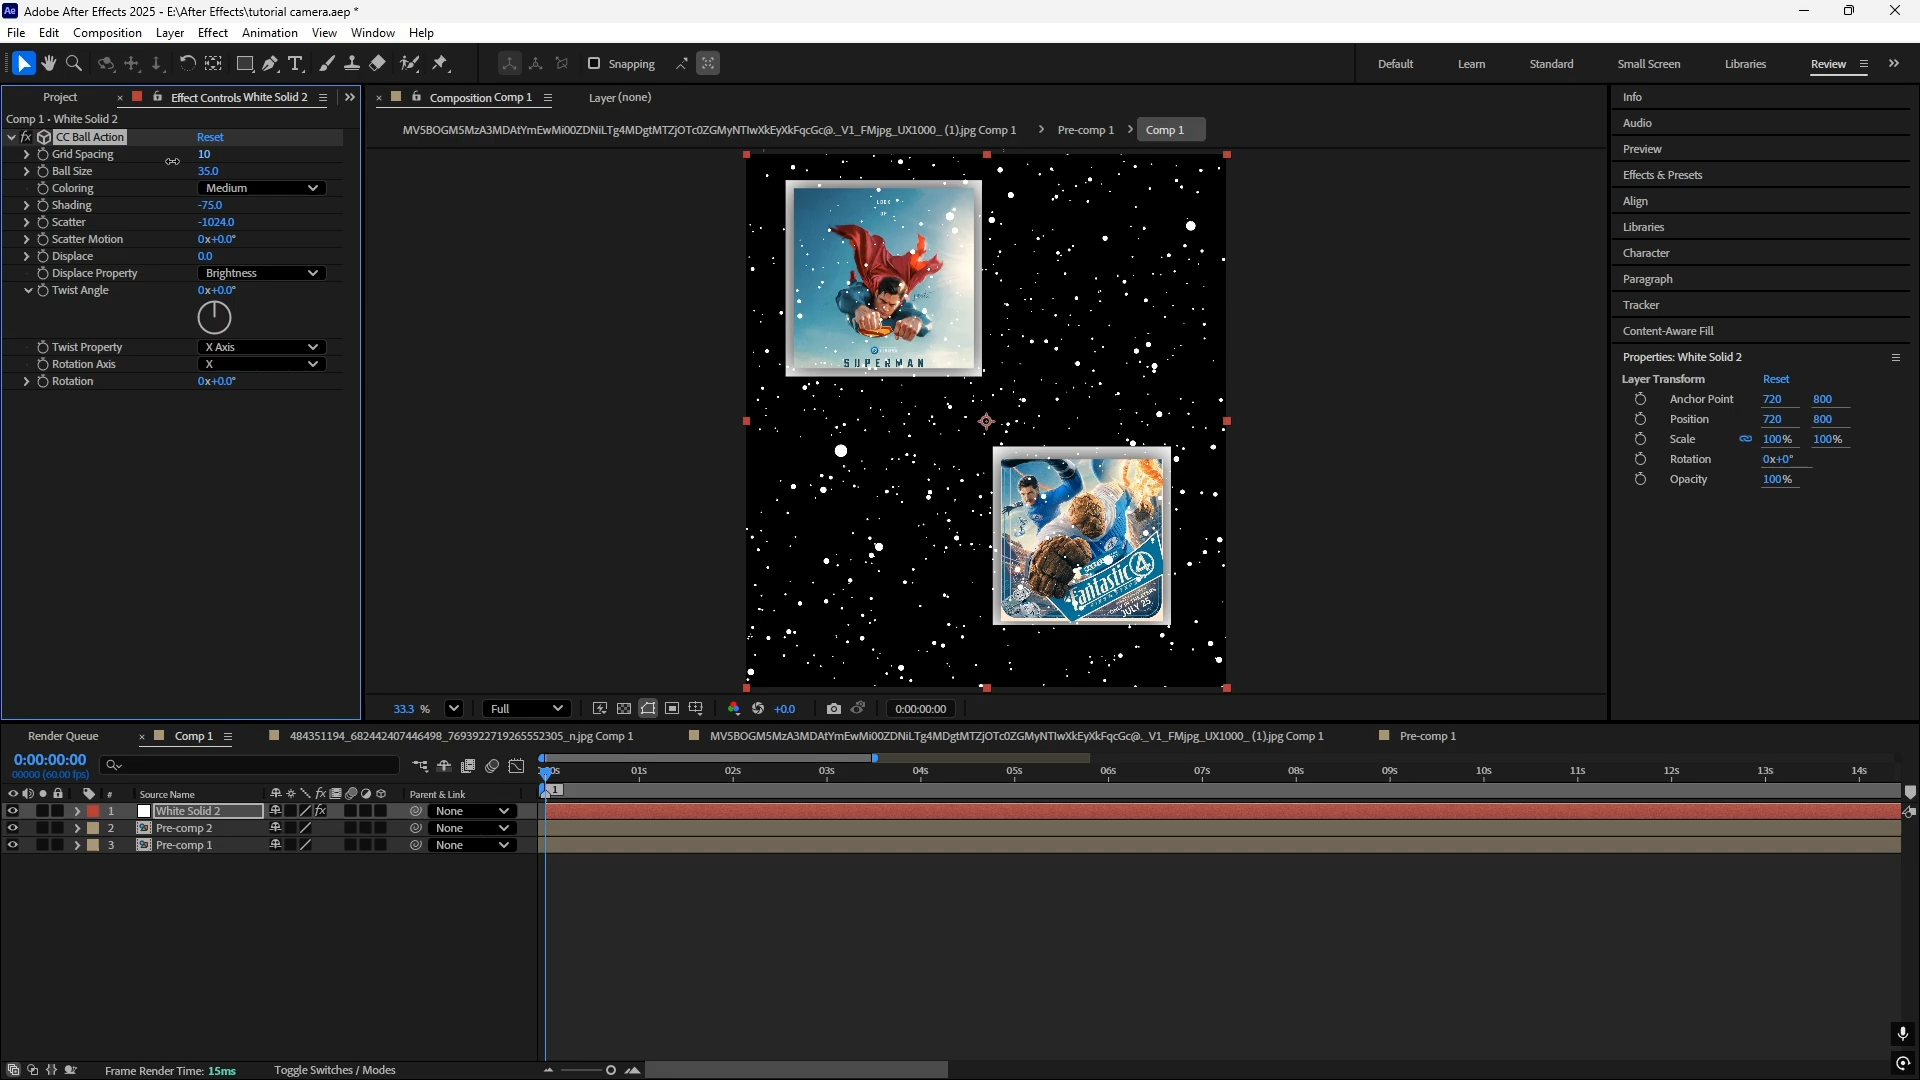 Adobe After Effects 2025 - E:\After Effects\tutorial camera.aep *
File Edit Composition Layer Effect Animation View Window Help
Snapping
Default Learn Standard Small Screen Libraries Review
Project Effect Controls White Solid 2
Composition Comp 1 Layer (none)
Comp 1 • White Solid 2
MV5BOGM5MzA3MDAtYmEwMi00ZDNiLTg4MDgtMTZjOTc0ZGMyNTIwXkEyXkFqcGc@._V1_FMjpg_UX1000_ (1).jpg Comp 1 Pre-comp 1 Comp 1
fx CC Ball Action Reset
Grid Spacing 10
Ball Size 35.0
Coloring Medium
Shading -75.0
Scatter -1024.0
Scatter Motion 0x+0.0°
Displace 0.0
Displace Property Brightness
Twist Angle 0x+0.0°
Twist Property X Axis
Rotation Axis X
Rotation 0x+0.0°
LOOK
UP
SUPERMAN
fantastic 4
JULY 25
33.3 % Full +0.0 0:00:00:00
Info
Audio
Preview
Effects & Presets
Align
Libraries
Character
Paragraph
Tracker
Content-Aware Fill
Properties: White Solid 2
Layer Transform Reset
Anchor Point 720 800
Position 720 800
Scale 100% 100%
Rotation 0x+0°
Opacity 100%
Render Queue Comp 1 484351194_682442407446498_7693922719265552305_n.jpg Comp 1 MV5BOGM5MzA3MDAtYmEwMi00ZDNiLTg4MDgtMTZjOTc0ZGMyNTIwXkEyXkFqcGc@._V1_FMjpg_UX1000_ (1).jpg Comp 1 Pre-comp 1
0:00:00:00
00000 (60.00 fps)
01s 02s 03s 04s 05s 06s 07s 08s 09s 10s 11s 12s 13s 14s
# Source Name fx Parent & Link
1
1 White Solid 2 fx None
2 Pre-comp 2 None
3 Pre-comp 1 None
Frame Render Time: 15ms Toggle Switches / Modes